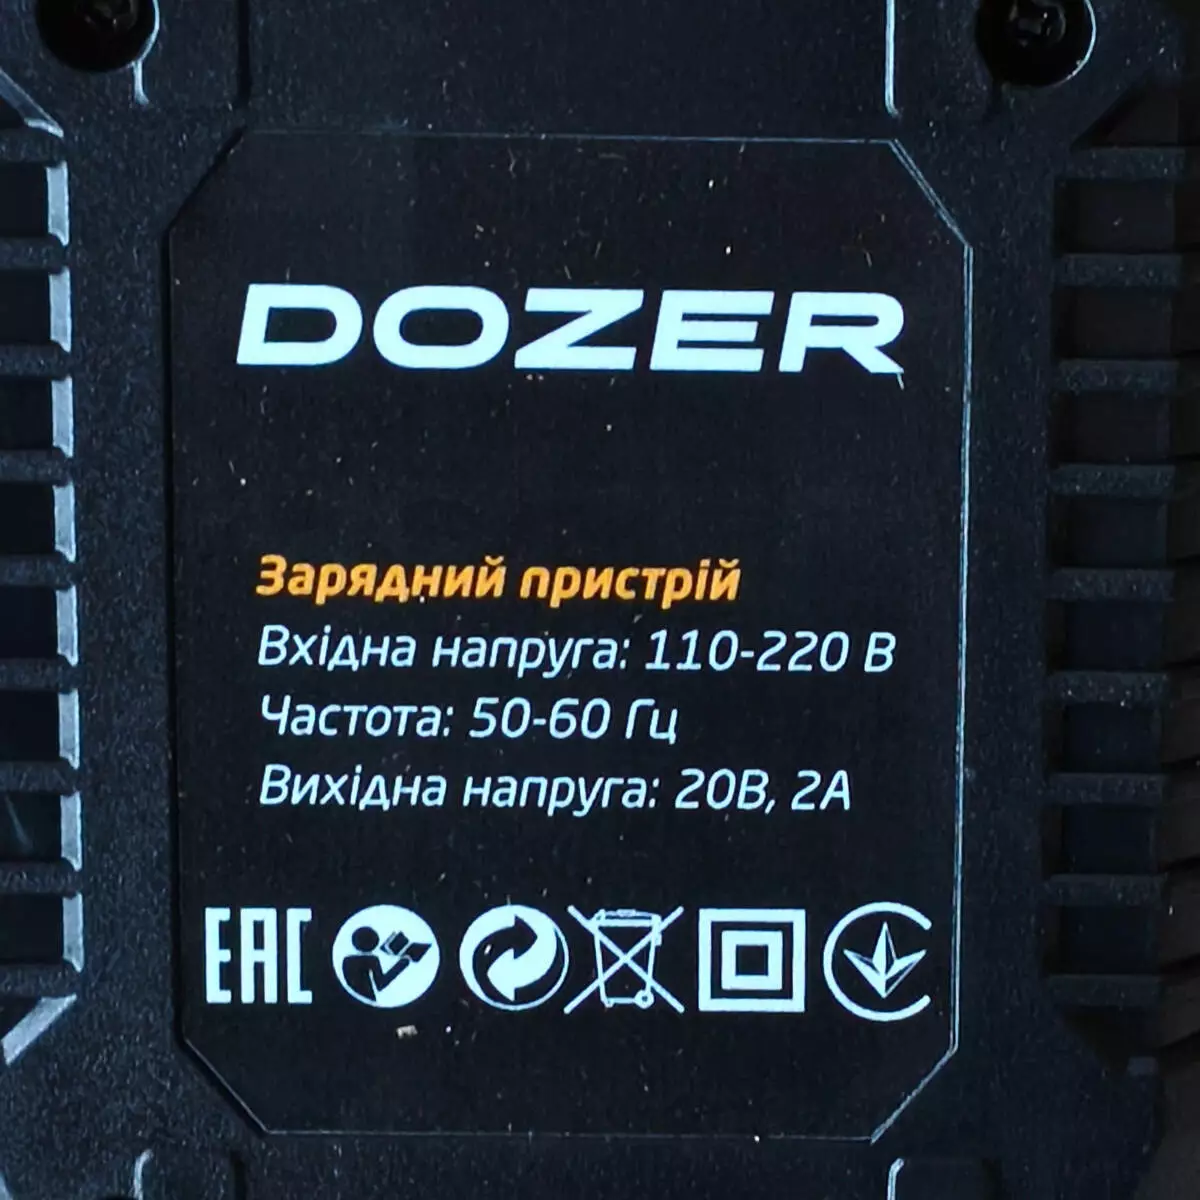 DOZER
Зарядний пристрій
Вхідна напруга: 110-220 В
Частота: 50-60 Гц
Вихідна напруга: 20В, 2А
EAC